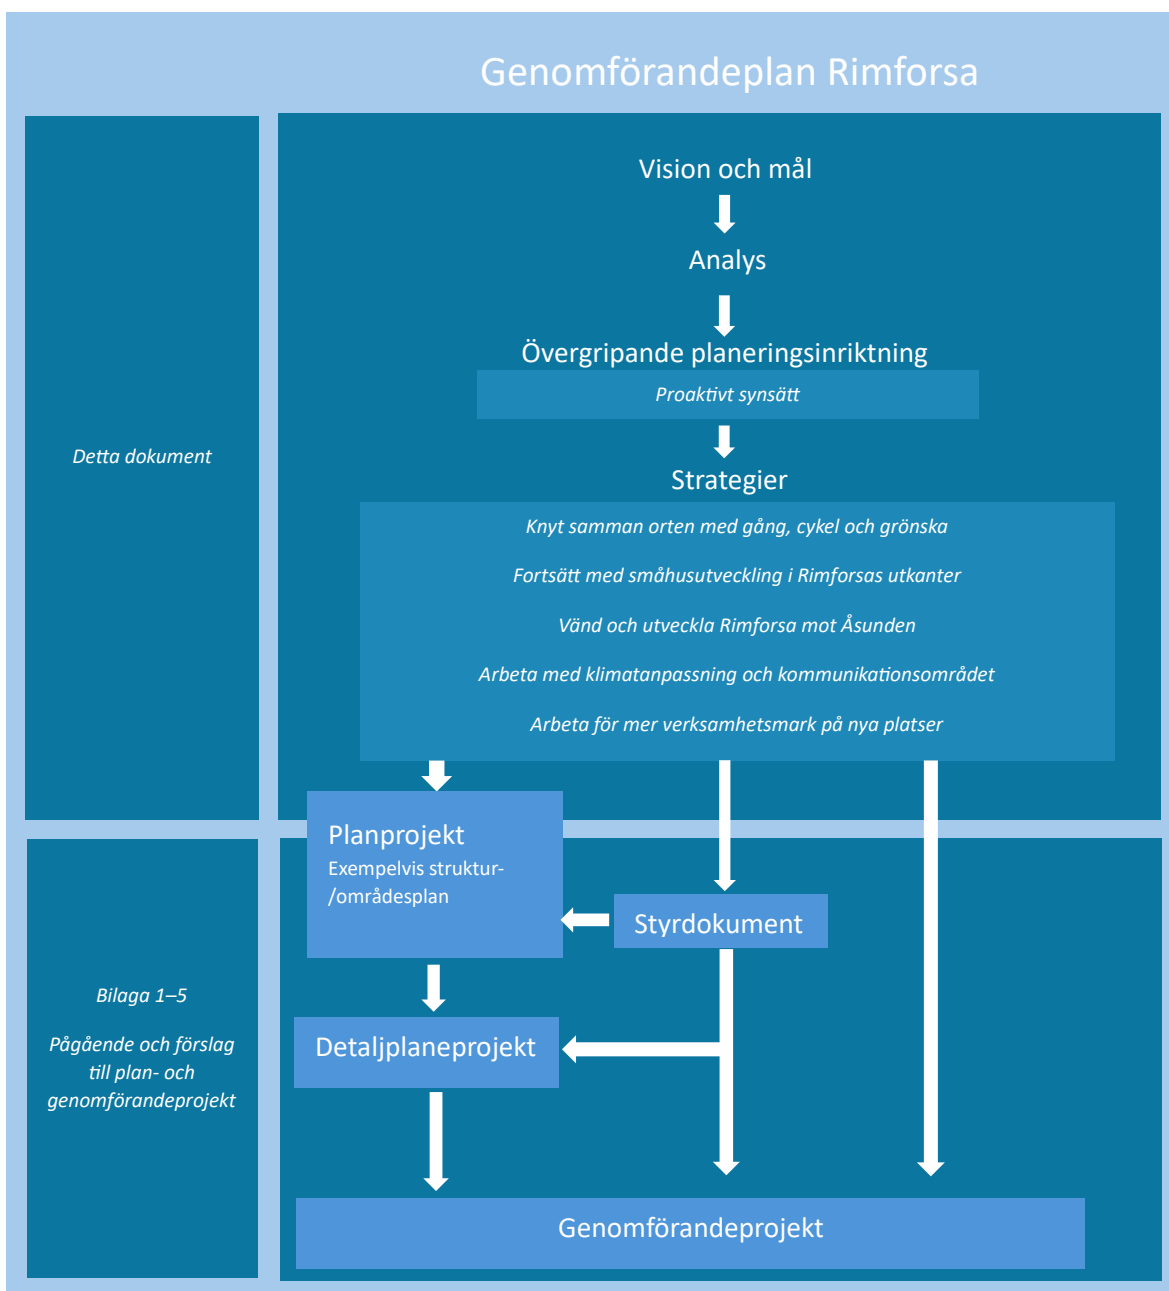 Genomförandeplan Rimforsa
Detta dokument
Vision och mål
Analys
Övergripande planeringsinriktning
Proaktivt synsätt
Strategier
Knyt samman orten med gång, cykel och grönska
Fortsätt med småhusutveckling i Rimforsas utkanter
Vänd och utveckla Rimforsa mot Åsunden
Arbeta med klimatanpassning och kommunikationsområdet
Arbeta för mer verksamhetsmark på nya platser
Bilaga 1–5
Pågående och förslag
till plan- och
genomförandeprojekt
Planprojekt
Exempelvis struktur-
/områdesplan
Styrdokument
Detaljplaneprojekt
Genomförandeprojekt